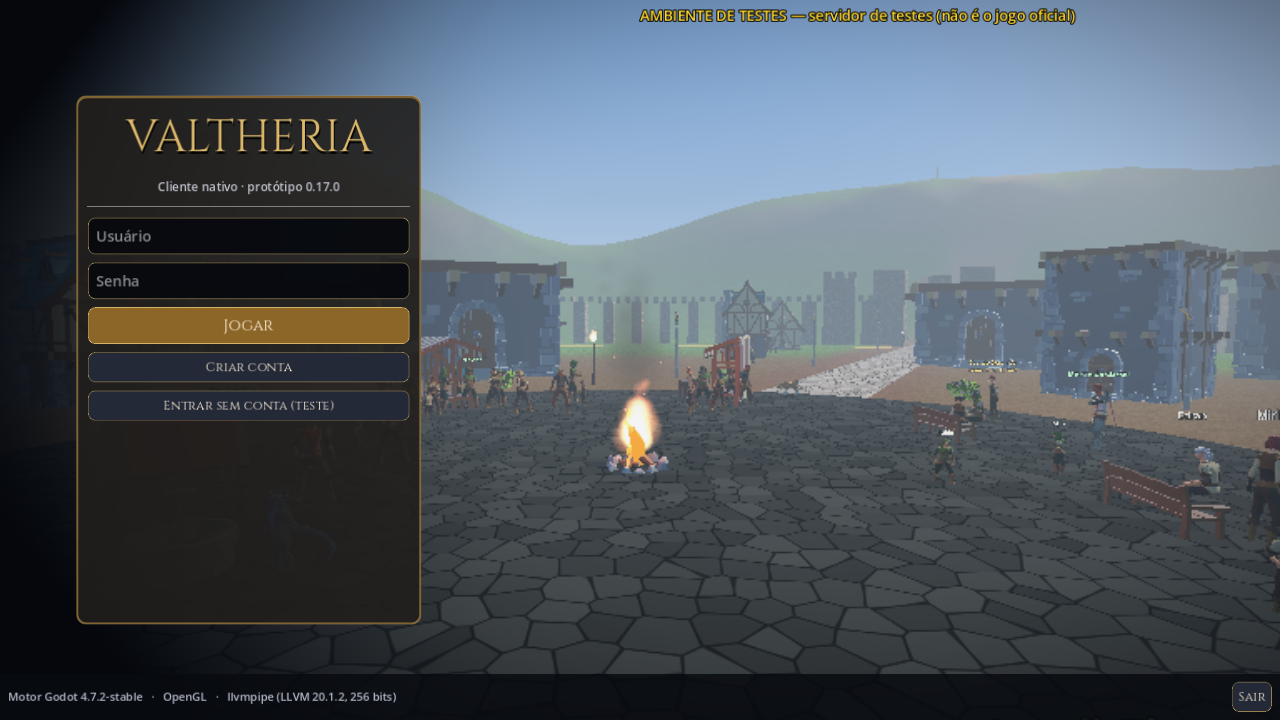 AMBIENTE DE TESTES — servidor de testes (não é o jogo oficial)
VALTHERIA
Cliente nativo · protótipo 0.17.0
Usuário
Senha
JOGAR
CRIAR CONTA
ENTRAR SEM CONTA (TESTE)
Motor Godot 4.7.2-stable · OpenGL · llvmpipe (LLVM 20.1.2, 256 bits)
SAIR